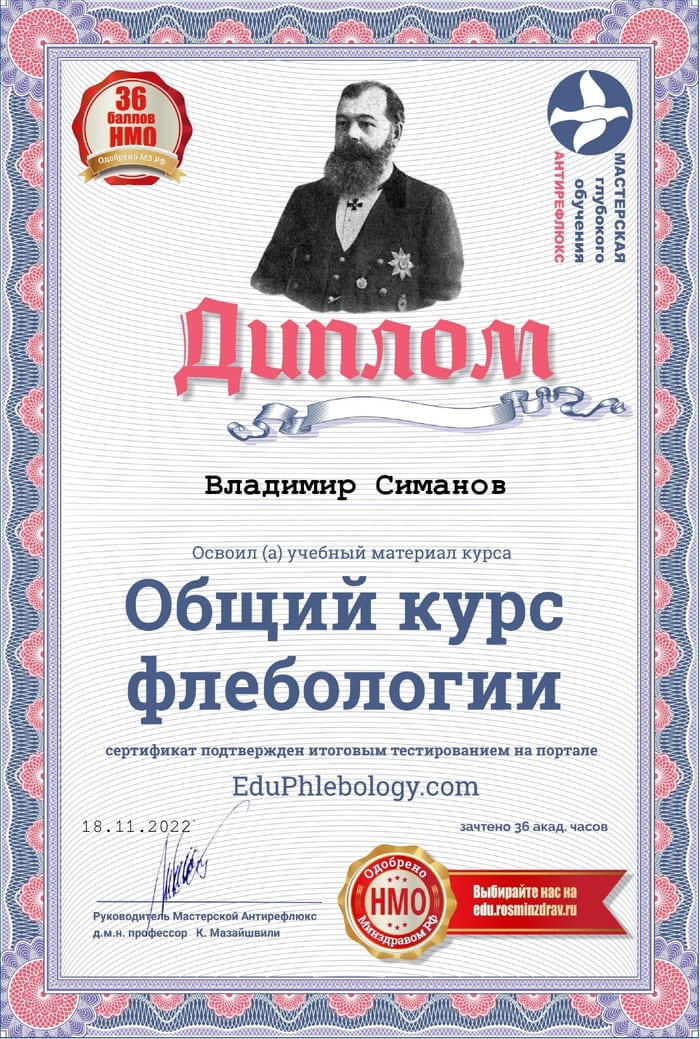 36
баллов
НМО
Одобрено МЗ РФ
МАСТЕРСКАЯ
глубокого
обучения
АНТИРЕФЛЮКС
Диплом
Владимир Симанов
Освоил (а) учебный материал курса
Общий курс
флебологии
сертификат подтвержден итоговым тестированием на портале
EduPhlebology.com
18.11.2022
зачтено 36 акад. часов
Руководитель Мастерской Антирефлюкс
д.м.н. профессор К. Мазайшвили
Одобрено
НМО
Минздравом РФ
Выбирайте нас на
edu.rosminzdrav.ru